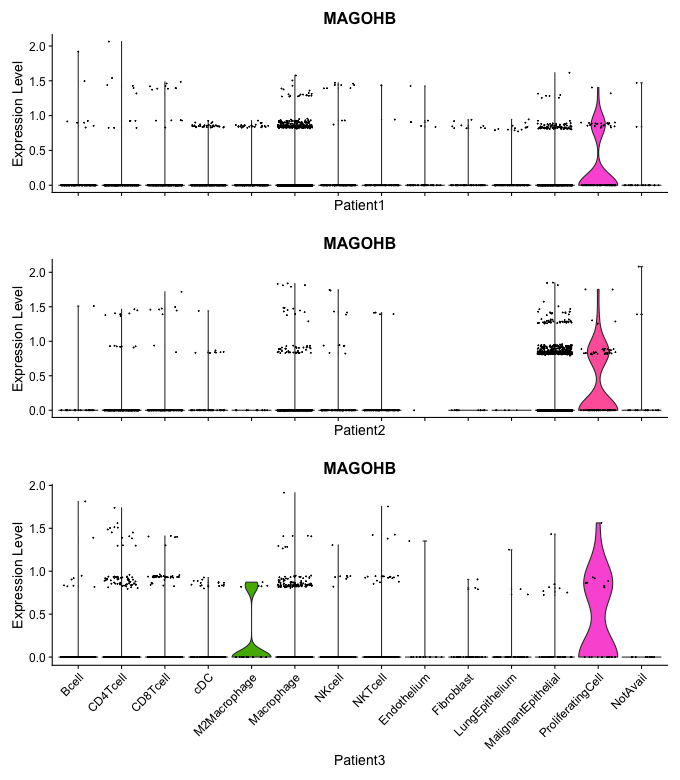 MAGOHB
Expression Level
2.0
1.5
1.0
0.5
0.0
Patient1
MAGOHB
Expression Level
2.0
1.5
1.0
0.5
0.0
Patient2
MAGOHB
Expression Level
2.0
1.5
1.0
0.5
0.0
Bcell
CD4Tcell
CD8Tcell
cDC
M2Macrophage
Macrophage
NKcell
NKTcell
Endothelium
Fibroblast
LungEpithelium
MalignantEpithelial
ProliferatingCell
NotAvail
Patient3